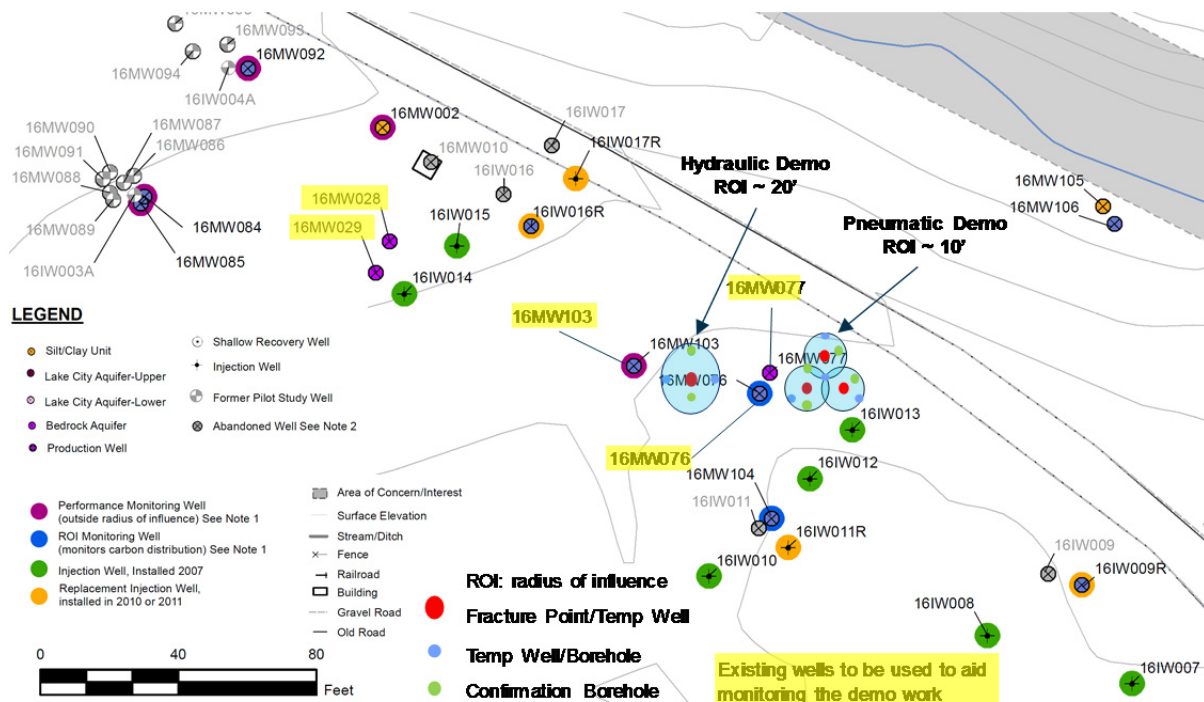 16MW093
16MW092
16MW094
16IW004A
16MW002
16IW017
16MW090
16MW087
16MW086
16MW091
16MW010
16IW017R
16MW088
16IW016
Hydraulic Demo
ROI ~ 20'
16MW105
16MW028
16IW015
16IW016R
16MW106
Pneumatic Demo
ROI ~ 10'
16MW089
16MW084
16MW029
16IW003A
16MW085
16IW014
16MW077
16MW103
16MW103
16MW077
16MW076
16IW013
16MW076
16MW104
16IW012
16IW011
16IW011R
16IW010
16IW009
16IW009R
16IW008
16IW007
LEGEND
Silt/Clay Unit
Lake City Aquifer-Upper
Lake City Aquifer-Lower
Bedrock Aquifer
Production Well
Shallow Recovery Well
Injection Well
Former Pilot Study Well
Abandoned Well See Note 2
Performance Monitoring Well
(outside radius of influence) See Note 1
ROI Monitoring Well
(monitors carbon distribution) See Note 1
Injection Well, Installed 2007
Replacement Injection Well,
installed in 2010 or 2011
Area of Concern/Interest
Surface Elevation
Stream/Ditch
Fence
Railroad
Building
Gravel Road
Old Road
0 40 80
Feet
ROI: radius of influence
Fracture Point/Temp Well
Temp Well/Borehole
Confirmation Borehole
Existing wells to be used to aid
monitoring the demo work